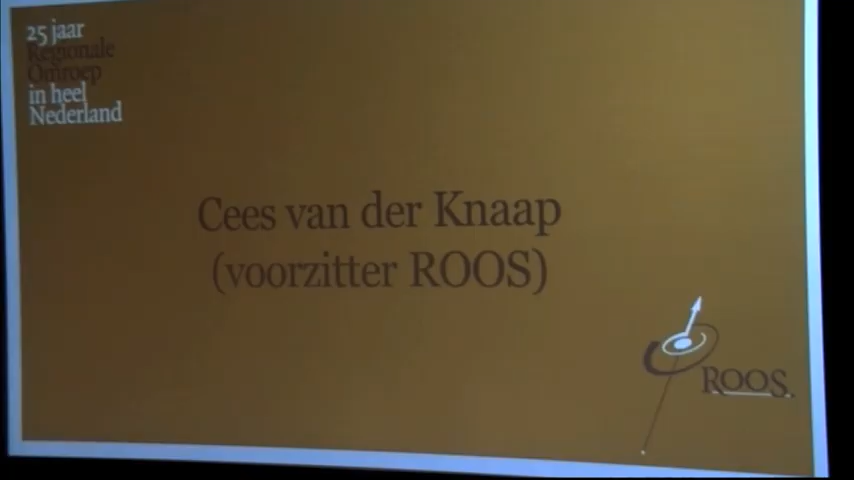 25 jaar
Regionale
Omroep
in heel
Nederland
Cees van der Knaap
(voorzitter ROOS)
ROOS.